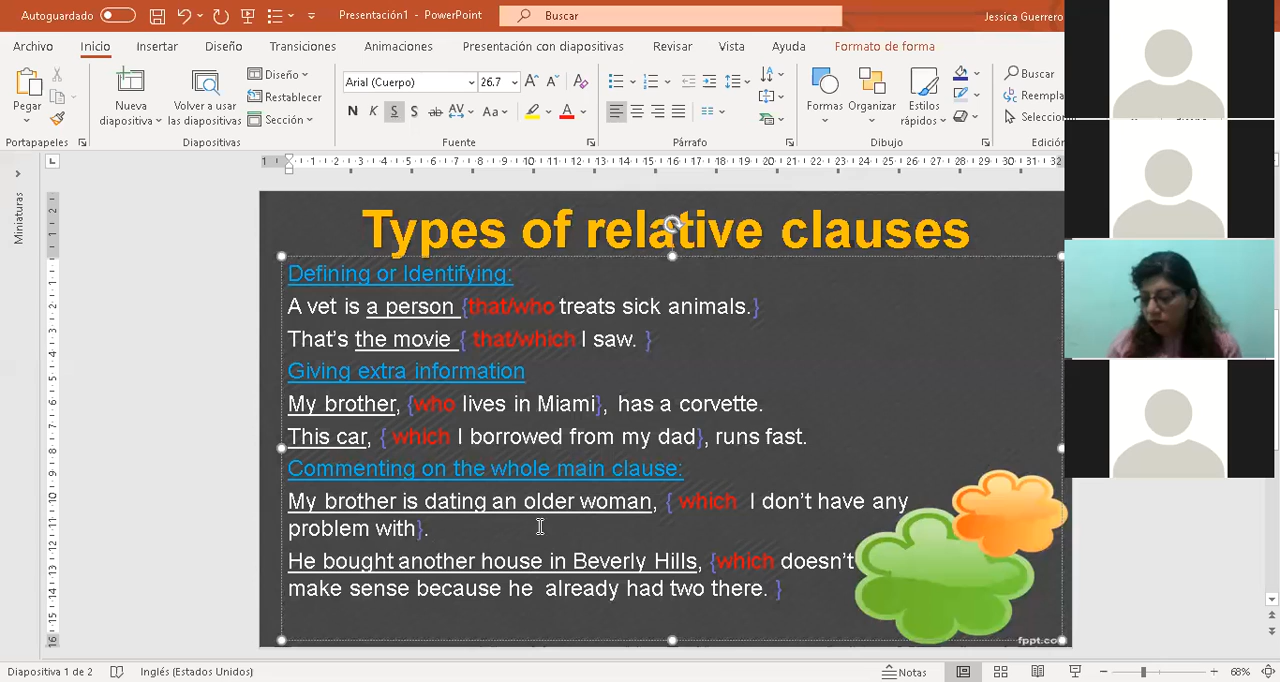 Autoguardado
Presentación1 - PowerPoint
Buscar
Jessica Guerrero
Archivo Inicio Insertar Diseño Transiciones Animaciones Presentación con diapositivas Revisar Vista Ayuda Formato de forma
Pegar
Nueva diapositiva
Volver a usar las diapositivas
Diseño
Restablecer
Sección
Arial (Cuerpo) 26.7
N K S S ab AV Aa A
Formas
Organizar
Estilos rápidos
Buscar
Portapapeles Diapositivas Fuente Párrafo Dibujo
Miniaturas
Types of relative clauses
Defining or Identifying:
A vet is a person {that/who treats sick animals.}
That's the movie { that/which I saw. }
Giving extra information
My brother, {who lives in Miami}, has a corvette.
This car, { which I borrowed from my dad}, runs fast.
Commenting on the whole main clause:
My brother is dating an older woman, { which I don't have any
problem with}.
He bought another house in Beverly Hills, {which doesn't
make sense because he already had two there. }
Diapositiva 1 de 2 Inglés (Estados Unidos) Notas 68%